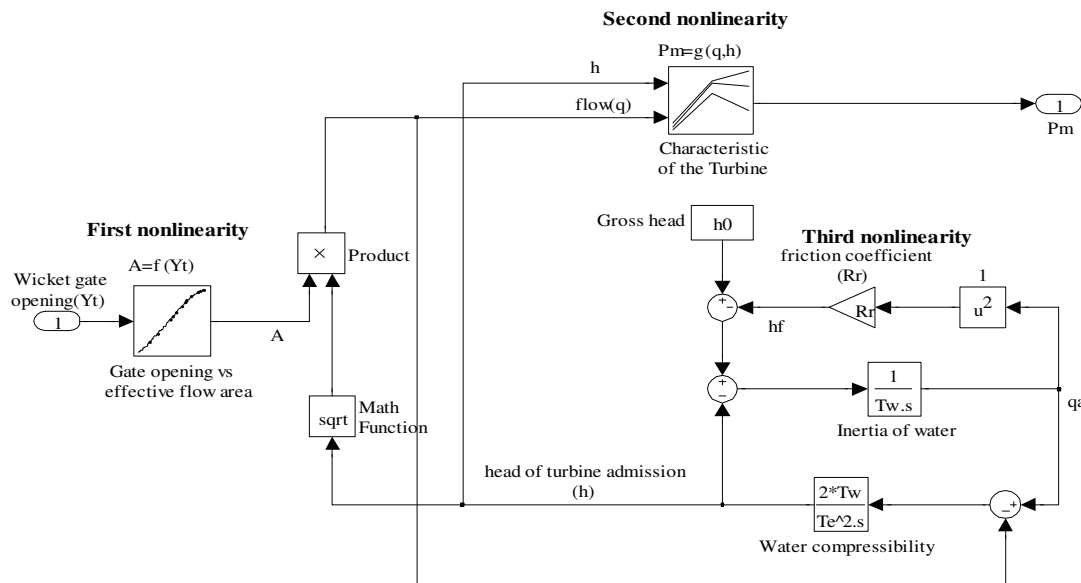 Second nonlinearity
Pm=g(q,h)
h
flow(q)
1
Pm
Characteristic
of the Turbine
First nonlinearity
A=f(Yt)
Wicket gate
opening(Yt)
1
A
Gate opening vs
effective flow area
×
Product
sqrt
Math
Function
Gross head
h0
Third nonlinearity
friction coefficient
(Rr)
1
+
-
hf
Rr
u^2
+
-
1
Tw.s
Inertia of water
qa
head of turbine admission
(h)
2*Tw
Te^2.s
Water compressibility
+
-